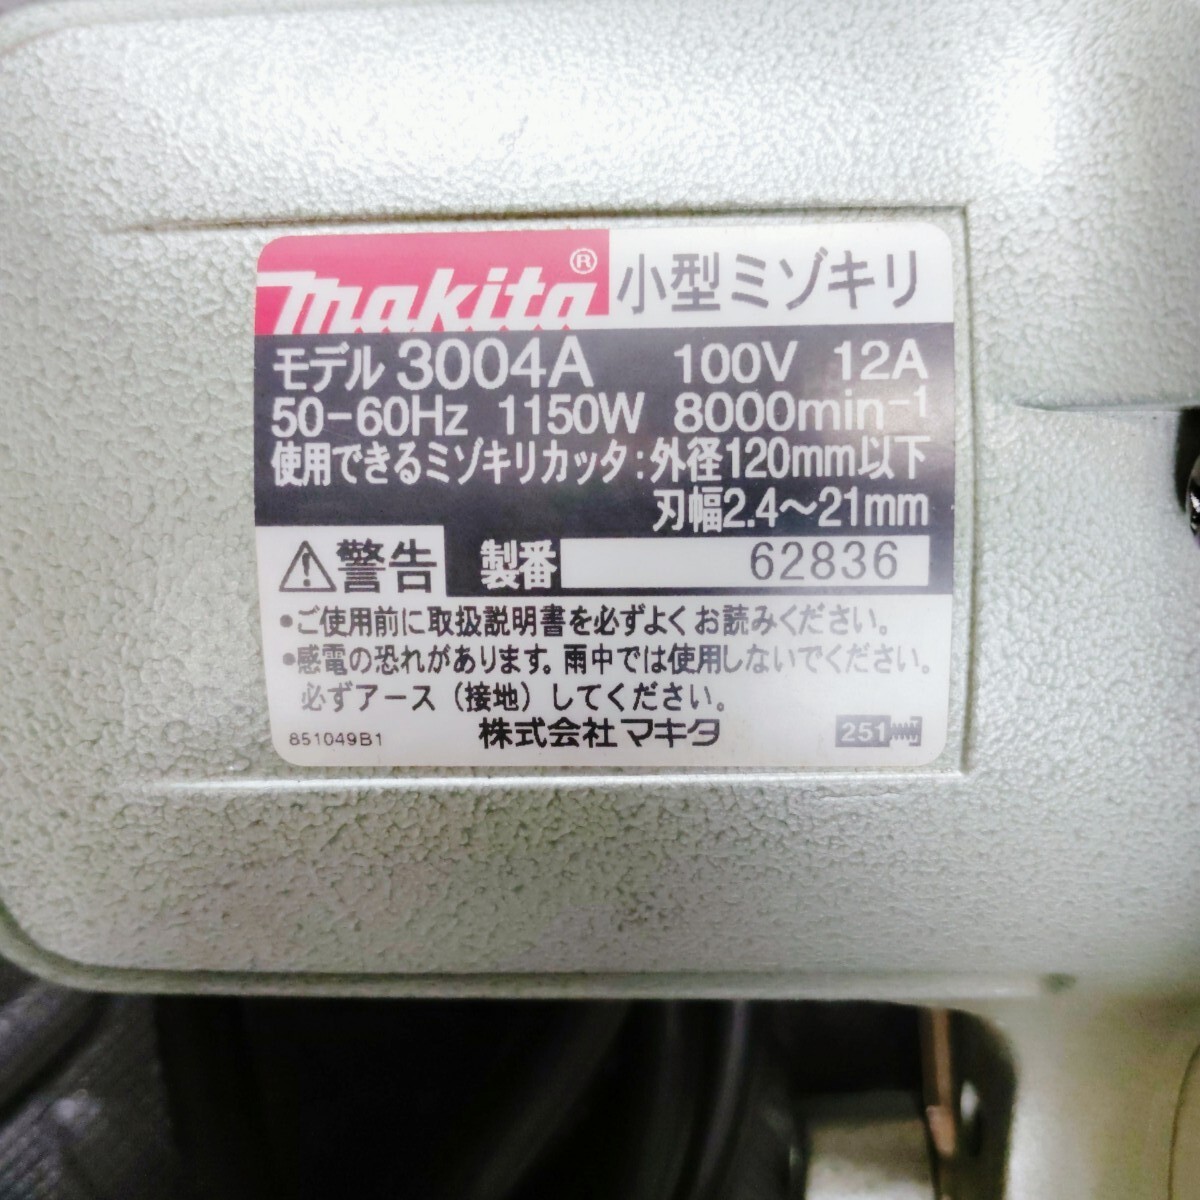 makita® 小型ミゾキリ
モデル 3004A 100V 12A
50-60Hz 1150W 8000min-1
使用できるミゾキリカッタ:外径120mm以下
刃幅2.4~21mm
警告 製番 62836
•ご使用前に取扱説明書を必ずよくお読みください。
•感電の恐れがあります。雨中では使用しないでください。
必ずアース(接地)してください。
851049B1 株式会社マキタ 251